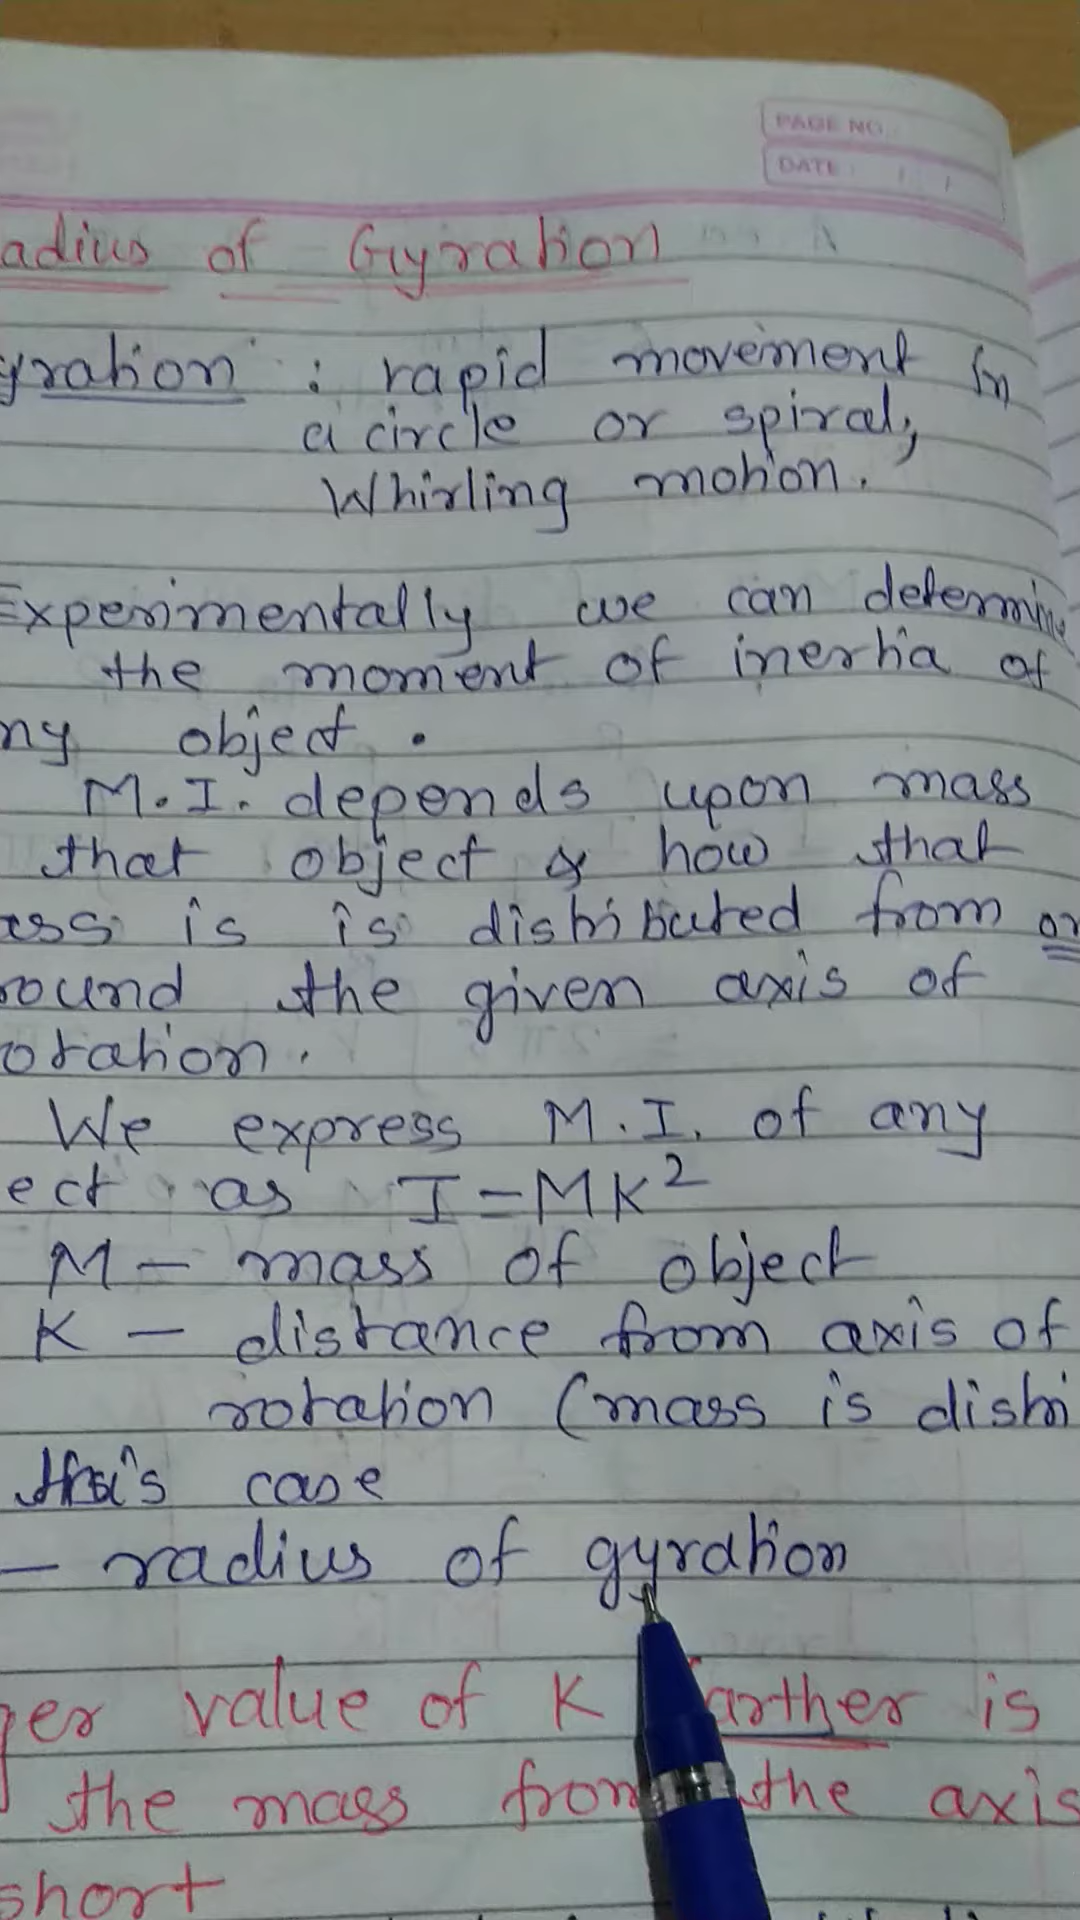 PAGE NO.
DATE: / /
adius of Gyration
yration : rapid movement in
a circle or spiral,
Whirling motion.
Experimentally we can determine
the moment of inertia of
ny object.
M.I. depends upon mass
that object & how that
ass is is distributed from or
round the given axis of
otation.
We express M.I. of any
ect as I=MK²
M – mass of object
K – distance from axis of
rotation (mass is distri
this case
– radius of gyration
ger value of K farther is
the mass from the axis
short